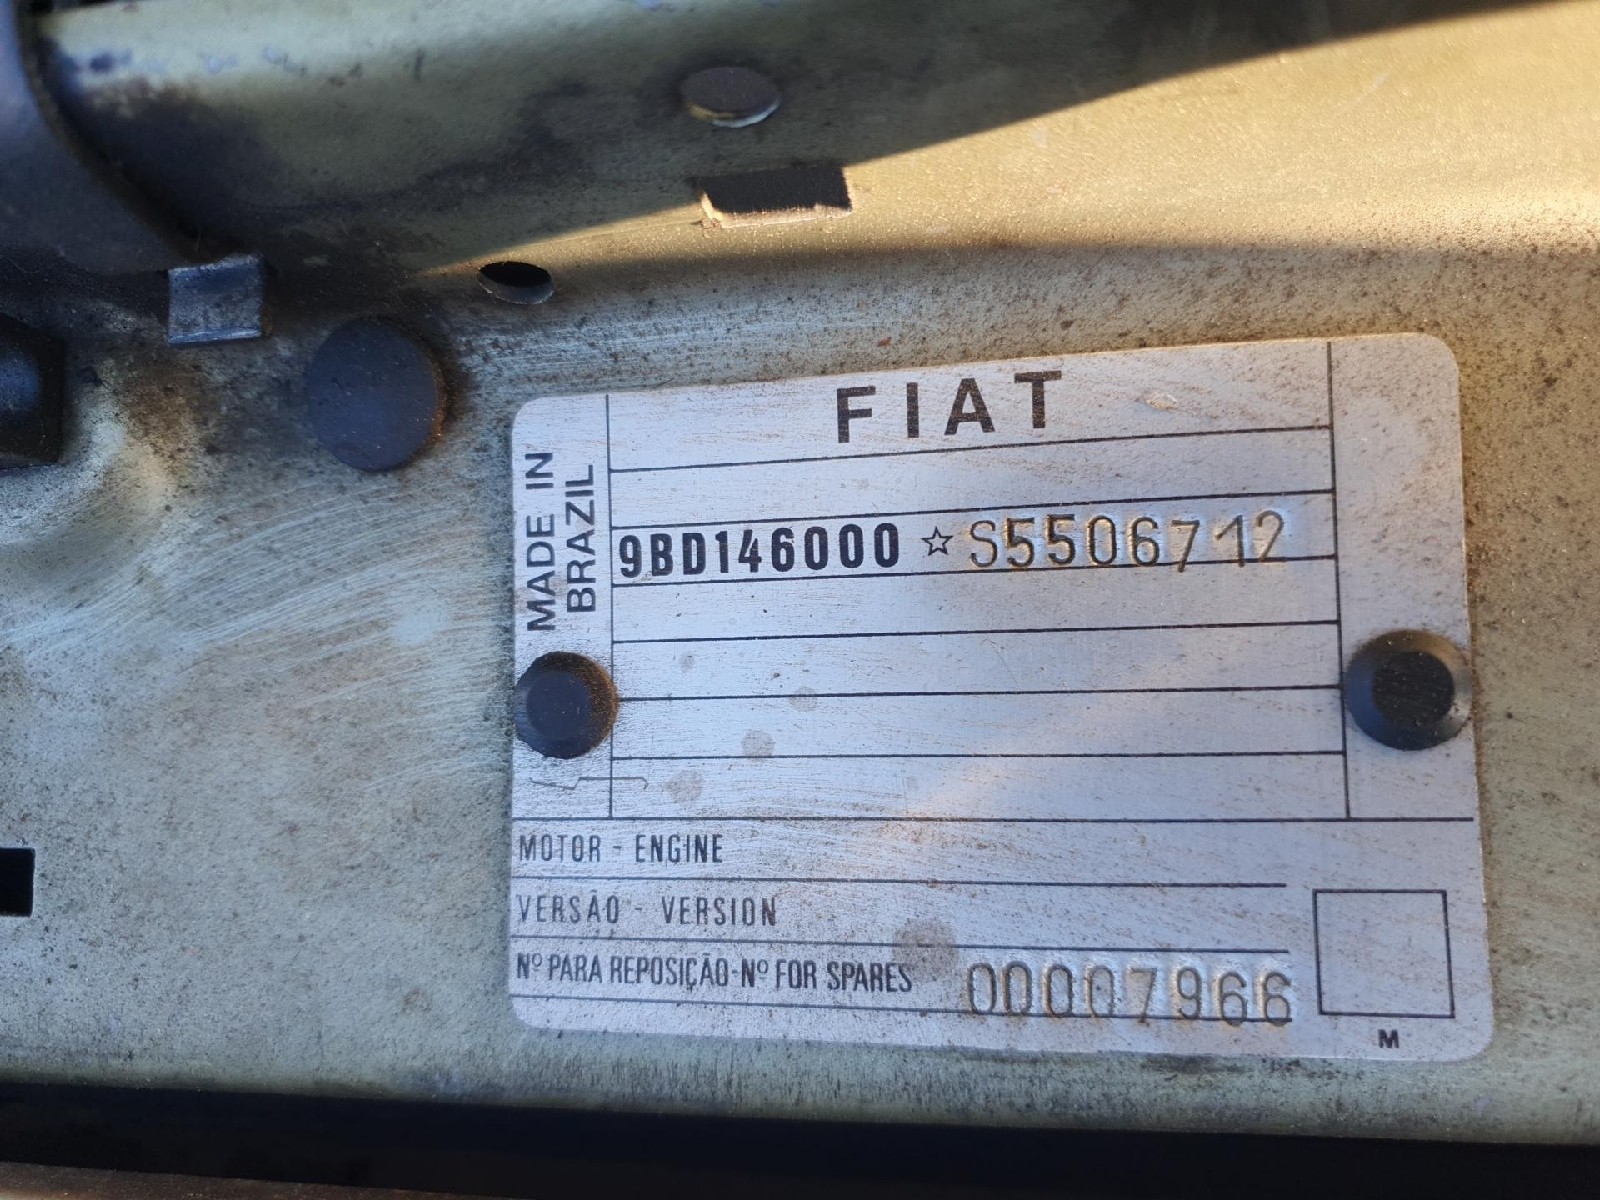 FIAT
MADE IN
BRAZIL
9BD146000 ☆ S5506712
MOTOR - ENGINE
VERSÃO - VERSION
Nº PARA REPOSIÇÃO-Nº FOR SPARES 00007966
M